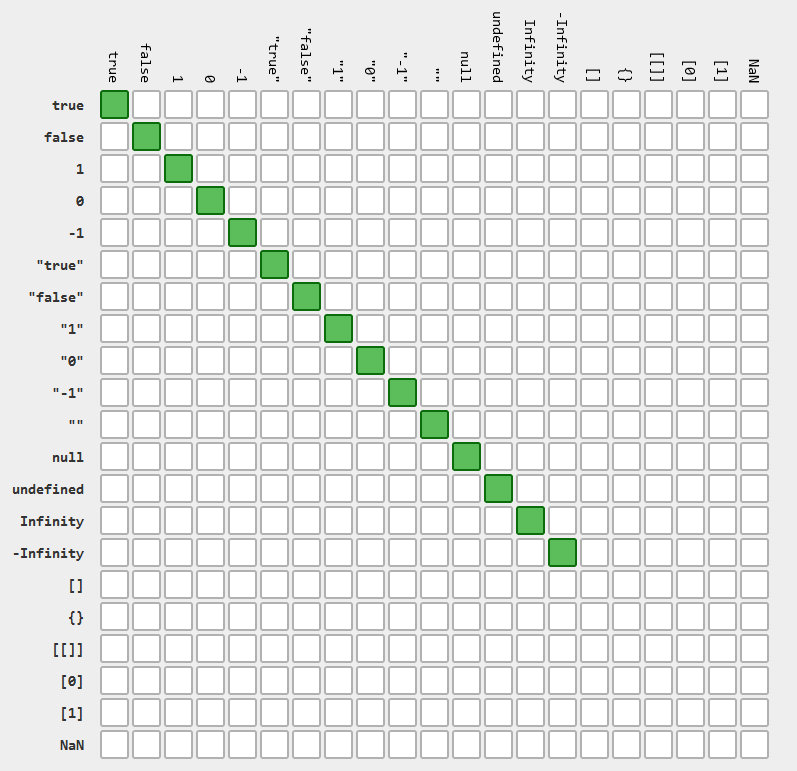 true
false
1
0
-1
"true"
"false"
"1"
"0"
"-1"
""
null
undefined
Infinity
-Infinity
[]
{}
[[]]
[0]
[1]
NaN
true
false
1
0
-1
"true"
"false"
"1"
"0"
"-1"
""
null
undefined
Infinity
-Infinity
[]
{}
[[]]
[0]
[1]
NaN